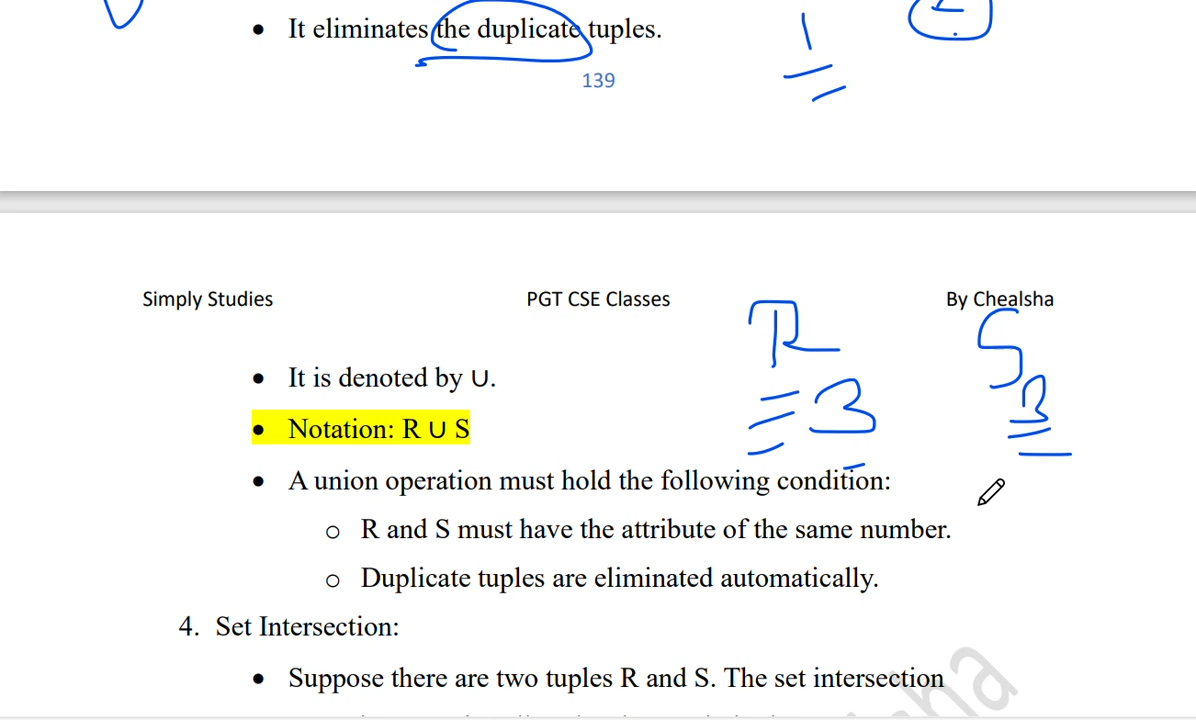 • It eliminates the duplicate tuples.
1
139
Simply Studies PGT CSE Classes By Chealsha
R S
• It is denoted by ∪.
3 3
• Notation: R ∪ S
• A union operation must hold the following condition:
o R and S must have the attribute of the same number.
o Duplicate tuples are eliminated automatically.
4. Set Intersection:
• Suppose there are two tuples R and S. The set intersection